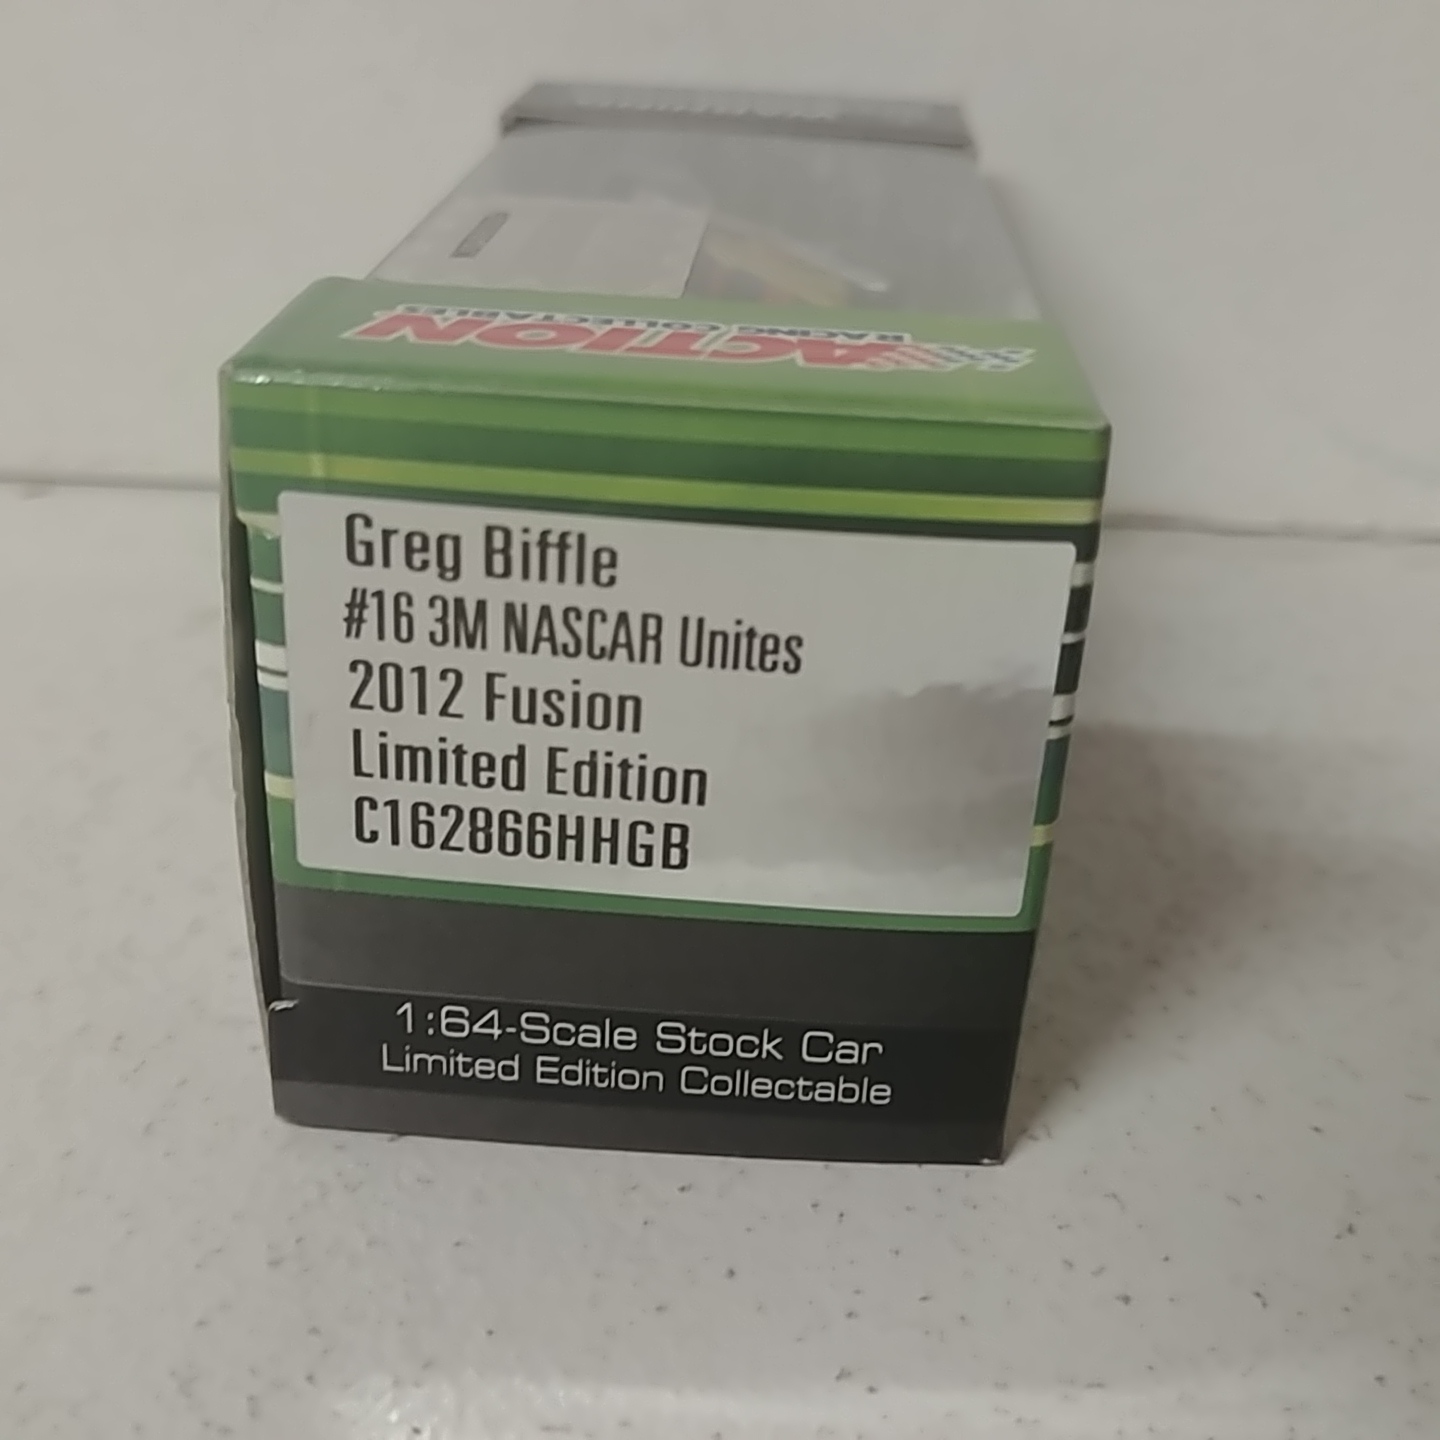 ACTION
RACING COLLECTABLES
Greg Biffle
#16 3M NASCAR Unites
2012 Fusion
Limited Edition
C162866HHGB
1:64-Scale Stock Car
Limited Edition Collectable